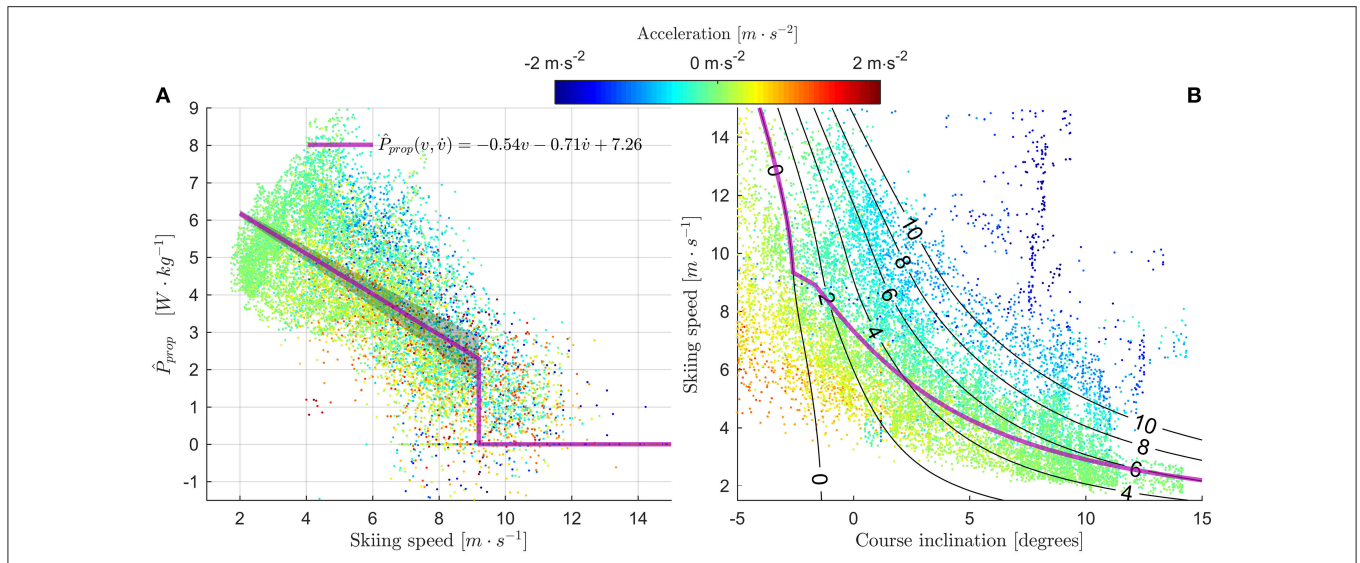 Acceleration [m · s⁻²]
-2 m·s⁻² 0 m·s⁻² 2 m·s⁻²
A
B
9
8
7
6
5
4
3
2
1
0
-1
P̂prop [W · kg⁻¹]
P̂prop(v, v̇) = −0.54v − 0.71v̇ + 7.26
2 4 6 8 10 12 14
Skiing speed [m · s⁻¹]
14
12
10
8
6
4
2
Skiing speed [m · s⁻¹]
0
10
8
6
2
4
10
8
6
4
0
-5 0 5 10 15
Course inclination [degrees]